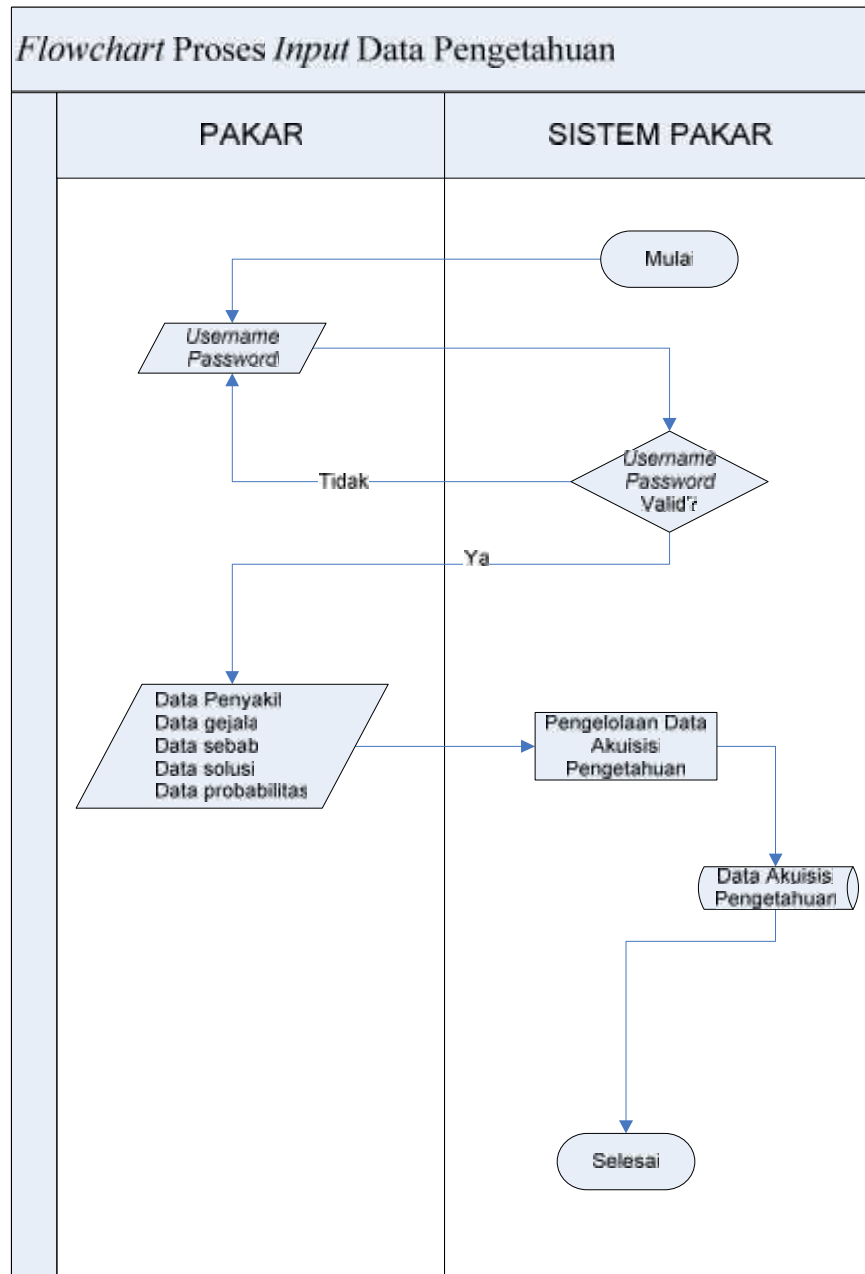 Flowchart Proses Input Data Pengetahuan
PAKAR
SISTEM PAKAR
Mulai
Username
Password
Username
Password
Valid?
Tidak
Ya
Data Penyakit
Data gejala
Data sebab
Data solusi
Data probabilitas
Pengelolaan Data
Akuisisi
Pengetahuan
Data Akuisisi
Pengetahuan
Selesai